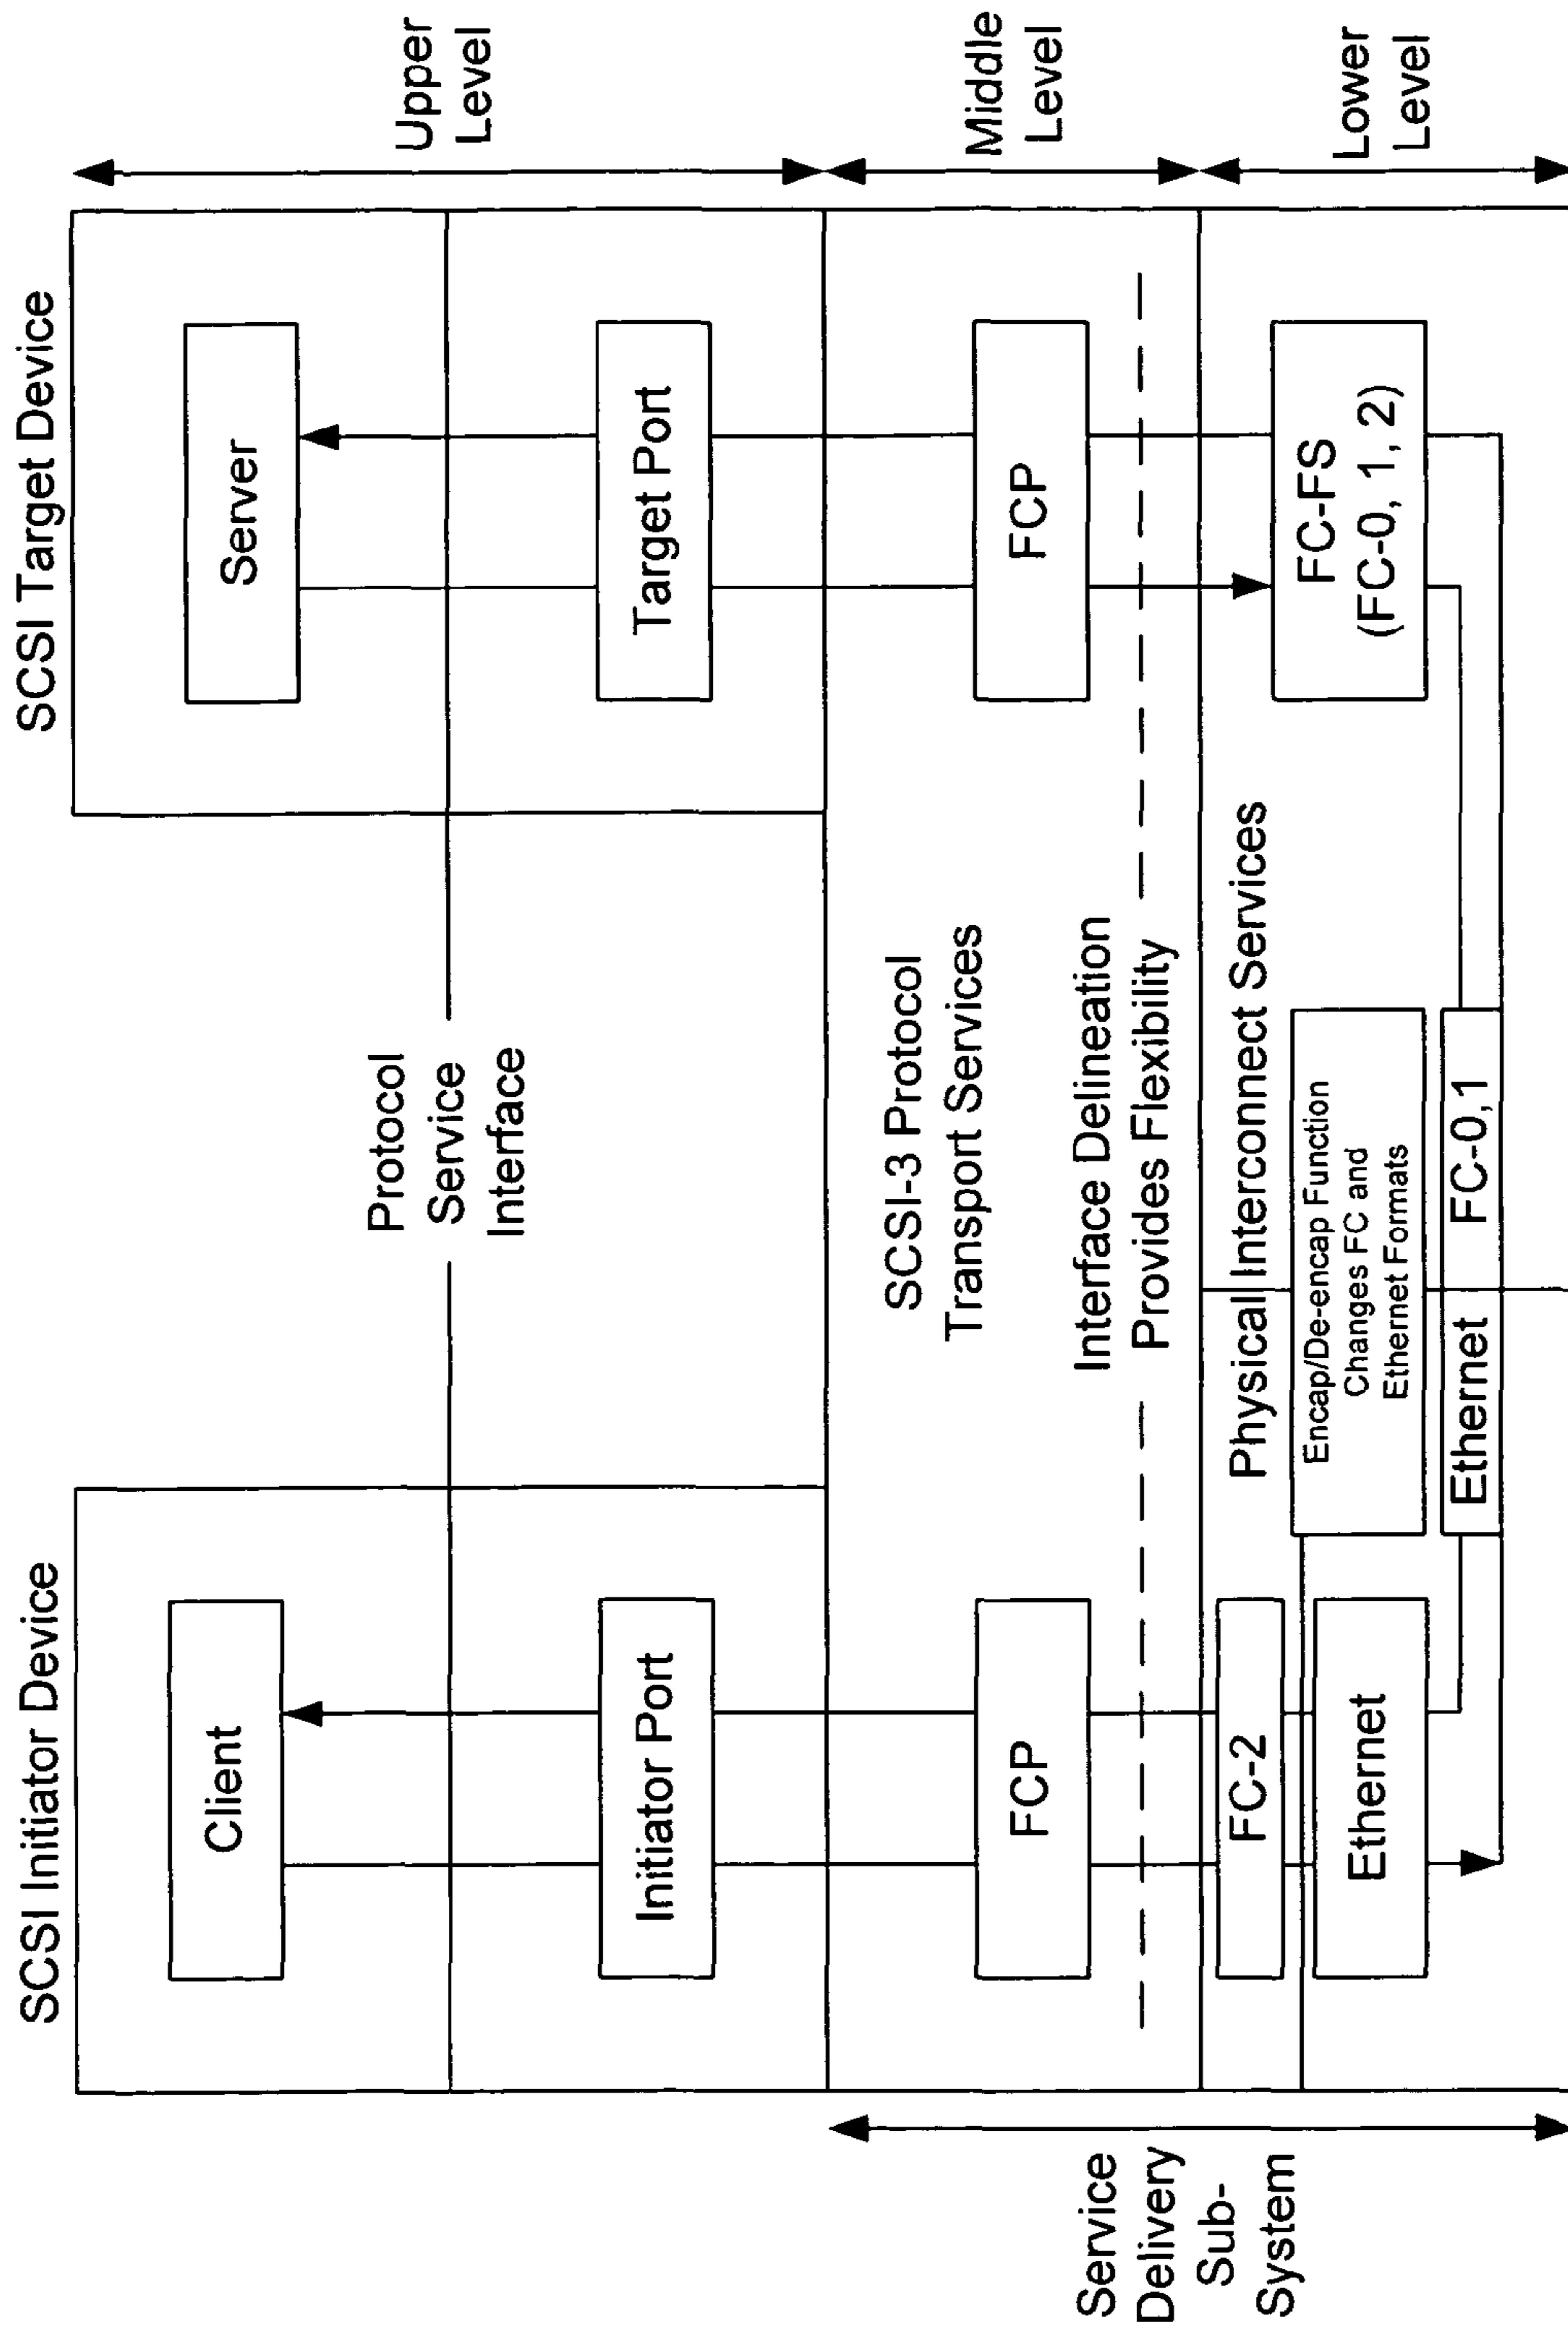 SCSI Initiator Device
SCSI Target Device
Client
Server
Protocol
Service
Interface
Initiator Port
Target Port
Upper
Level
SCSI-3 Protocol
Transport Services
FCP
FCP
Interface Delineation
Provides Flexibility
Middle
Level
Service
Delivery
Sub-
System
Physical Interconnect Services
FC-2
Ethernet
Encap/De-encap Function
Changes FC and
Ethernet Formats
Ethernet
FC-0,1
FC-FS
(FC-0, 1, 2)
Lower
Level